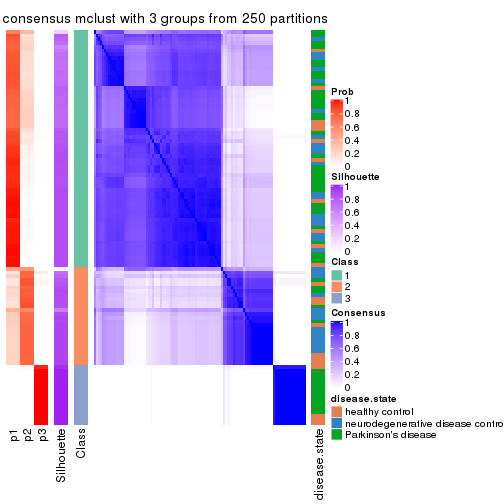 consensus mclust with 3 groups from 250 partitions
Prob
1
0.8
0.6
0.4
0.2
0
Silhouette
1
0.8
0.6
0.4
0.2
0
Class
1
2
3
Consensus
1
0.8
0.6
0.4
0.2
0
disease.state
healthy control
neurodegenerative disease contro
Parkinson's disease
p1
p2
p3
Silhouette
Class
disease.state